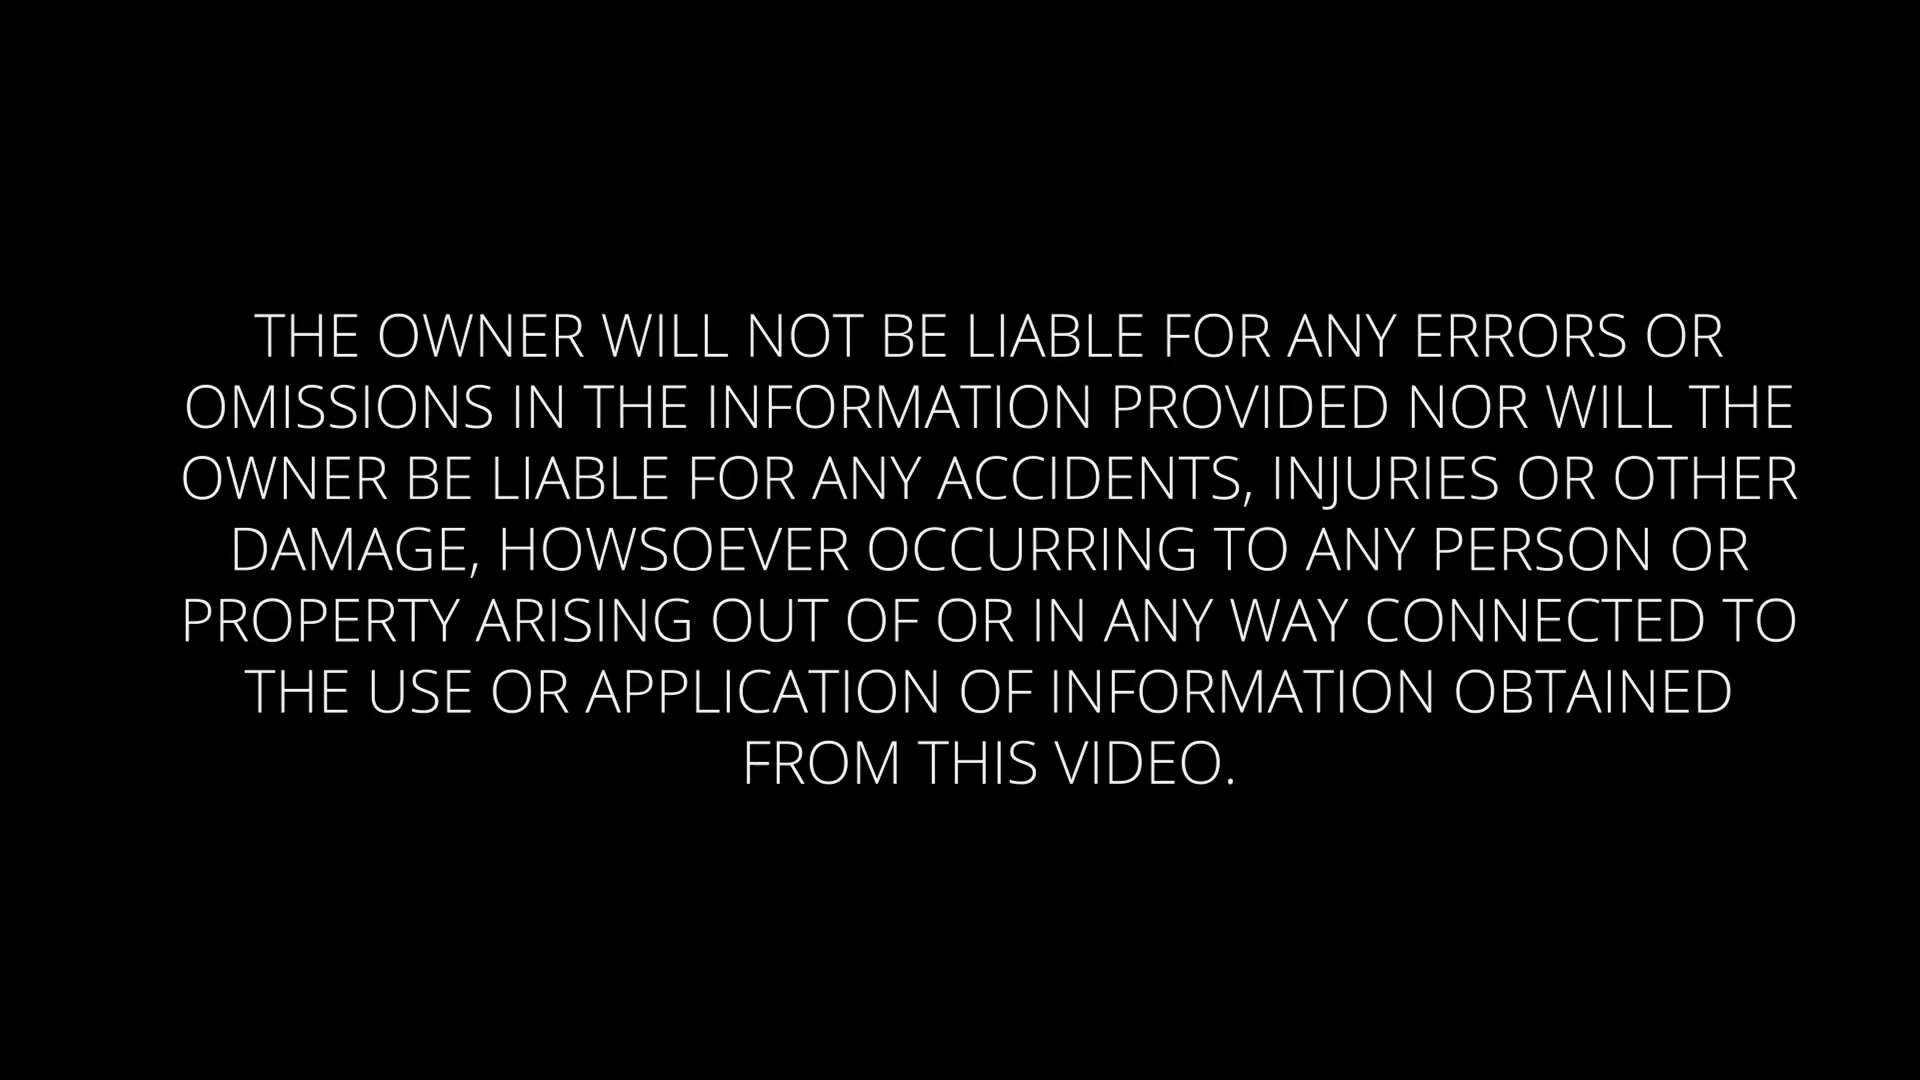 THE OWNER WILL NOT BE LIABLE FOR ANY ERRORS OR
OMISSIONS IN THE INFORMATION PROVIDED NOR WILL THE
OWNER BE LIABLE FOR ANY ACCIDENTS, INJURIES OR OTHER
DAMAGE, HOWSOEVER OCCURRING TO ANY PERSON OR
PROPERTY ARISING OUT OF OR IN ANY WAY CONNECTED TO
THE USE OR APPLICATION OF INFORMATION OBTAINED
FROM THIS VIDEO.